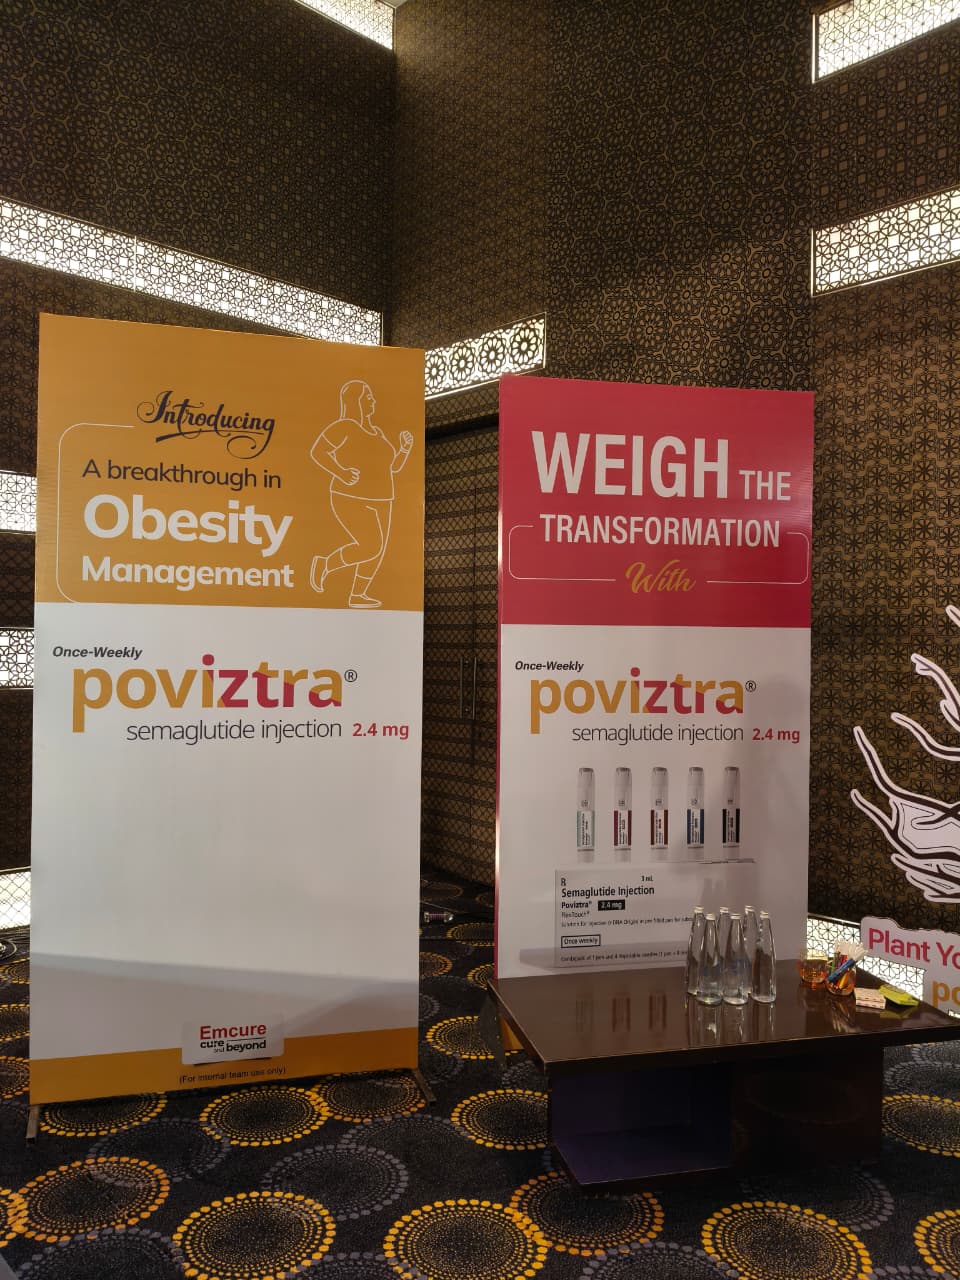 Introducing
A breakthrough in
Obesity
Management
Once-Weekly
poviztra®
semaglutide injection 2.4 mg
Emcure
cure and beyond
(For internal team use only)
WEIGH THE
TRANSFORMATION
With
Once-Weekly
poviztra®
semaglutide injection 2.4 mg
℞ 3 mL
Semaglutide Injection
Poviztra® 2.4 mg
FlexTouch®
Once weekly
Plant Yo
po